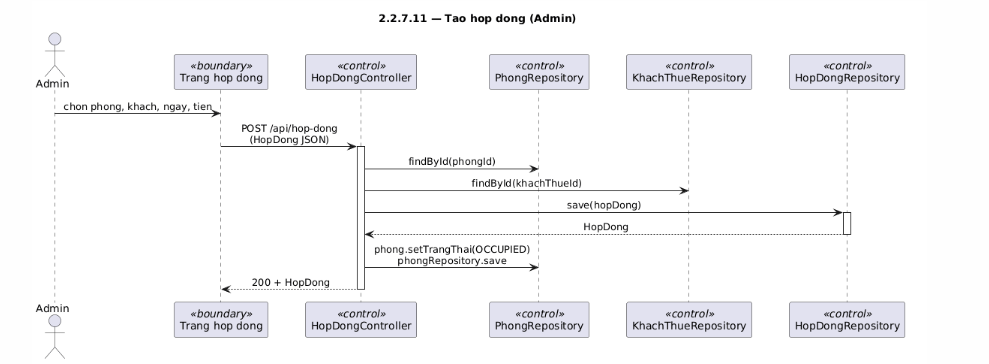 2.2.7.11 — Tao hop dong (Admin)
Admin
«boundary»
Trang hop dong
«control»
HopDongController
«control»
PhongRepository
«control»
KhachThueRepository
«control»
HopDongRepository
chon phong, khach, ngay, tien
POST /api/hop-dong
(HopDong JSON)
findById(phongId)
findById(khachThueId)
save(hopDong)
HopDong
phong.setTrangThai(OCCUPIED)
phongRepository.save
200 + HopDong
Admin
«boundary»
Trang hop dong
«control»
HopDongController
«control»
PhongRepository
«control»
KhachThueRepository
«control»
HopDongRepository